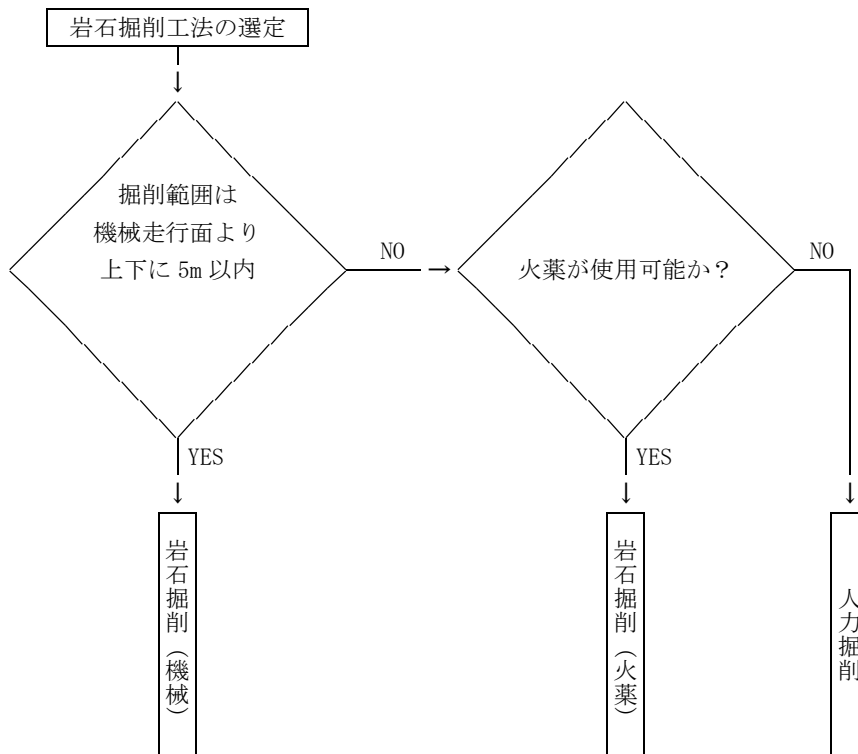 岩石掘削工法の選定
↓
掘削範囲は
機械走行面より
上下に 5m 以内
NO
→
火薬が使用可能か？
NO
YES
↓
YES
↓
↓
岩石掘削（機械）
岩石掘削（火薬）
人力掘削